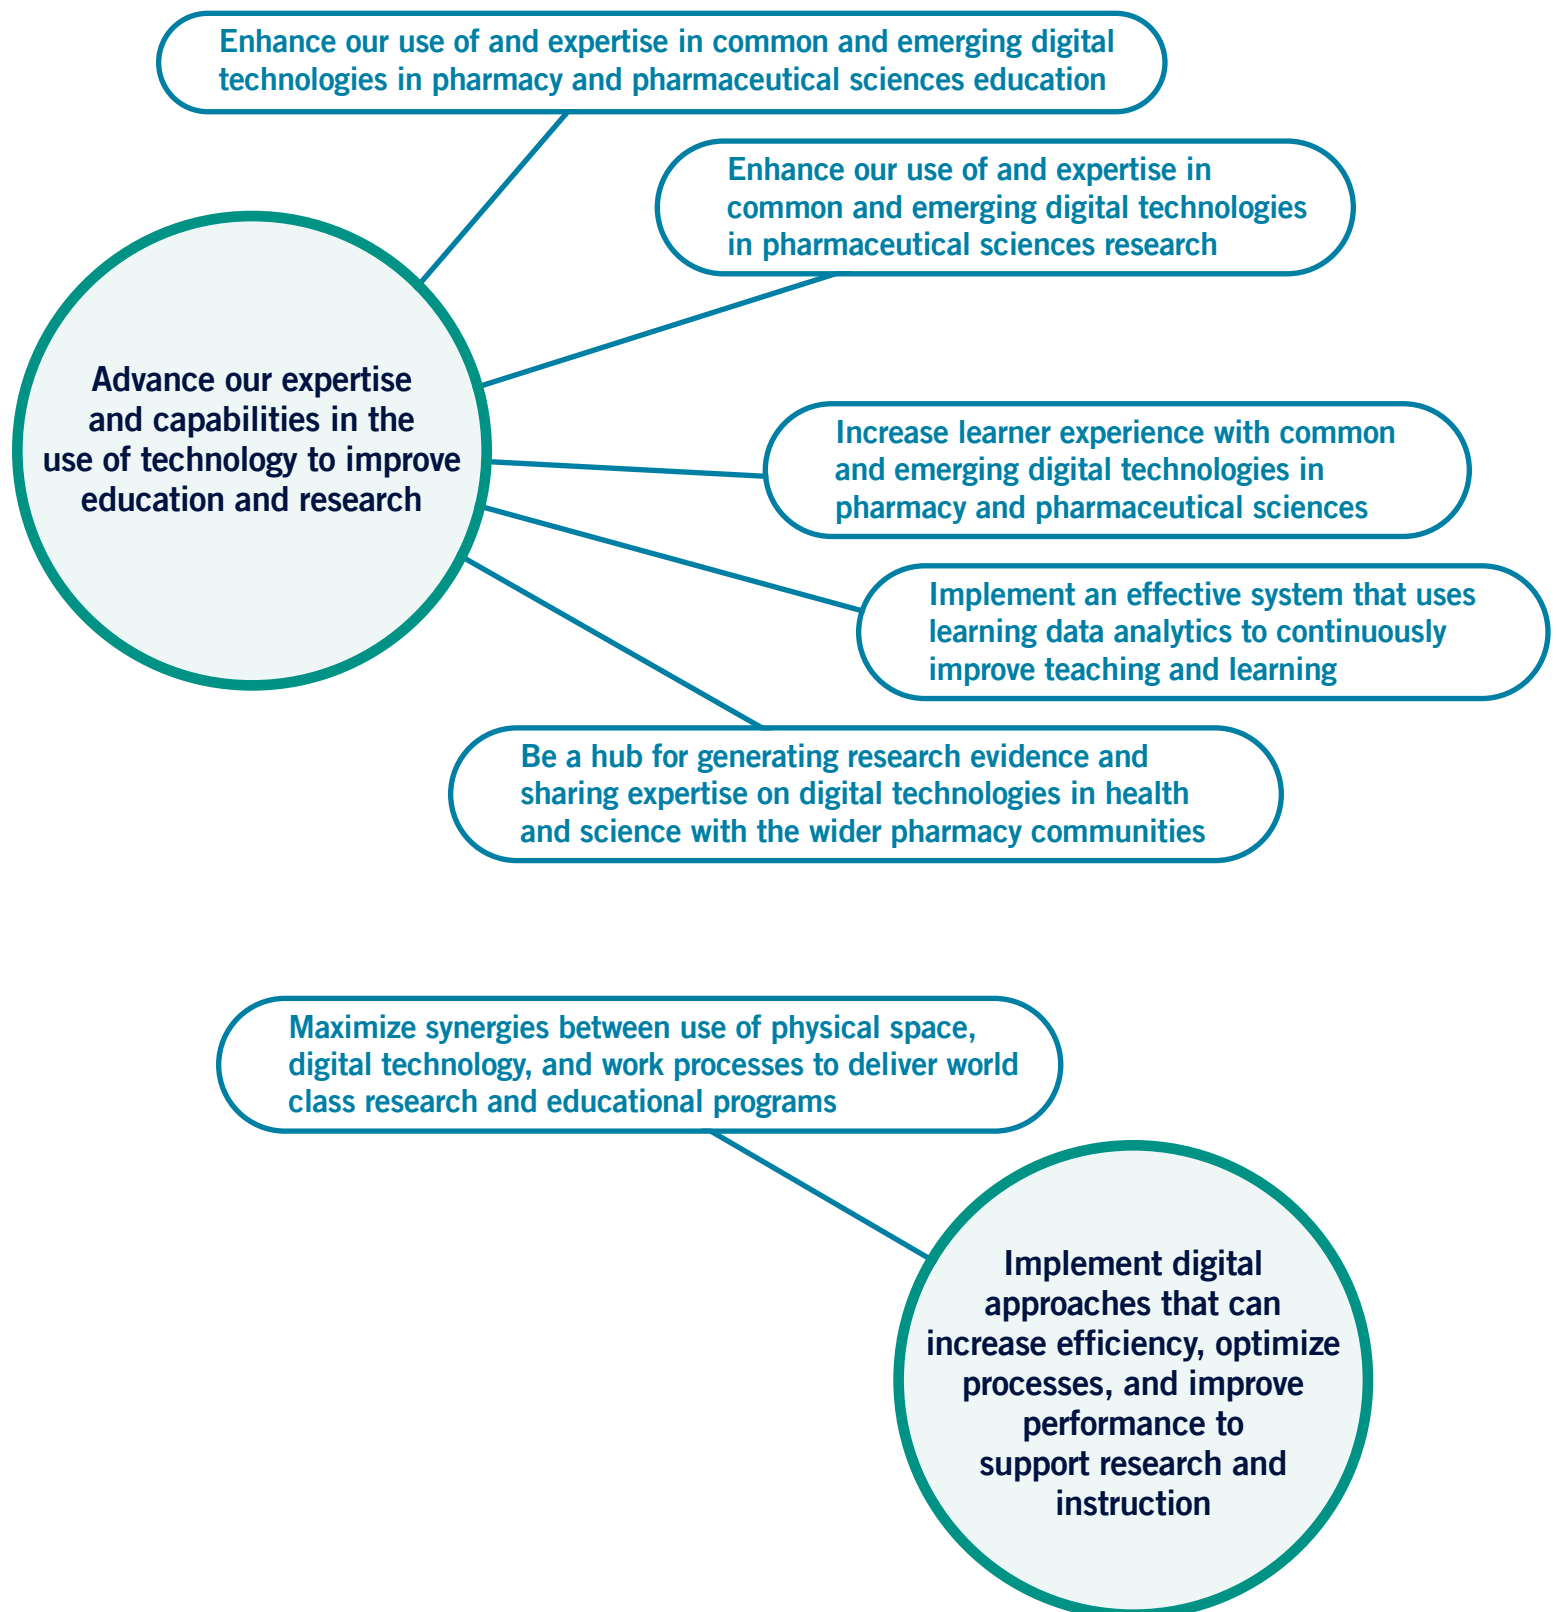 Enhance our use of and expertise in common and emerging digital
technologies in pharmacy and pharmaceutical sciences education
Enhance our use of and expertise in
common and emerging digital technologies
in pharmaceutical sciences research
Advance our expertise
and capabilities in the
use of technology to improve
education and research
Increase learner experience with common
and emerging digital technologies in
pharmacy and pharmaceutical sciences
Implement an effective system that uses
learning data analytics to continuously
improve teaching and learning
Be a hub for generating research evidence and
sharing expertise on digital technologies in health
and science with the wider pharmacy communities
Maximize synergies between use of physical space,
digital technology, and work processes to deliver world
class research and educational programs
Implement digital
approaches that can
increase efficiency, optimize
processes, and improve
performance to
support research and
instruction